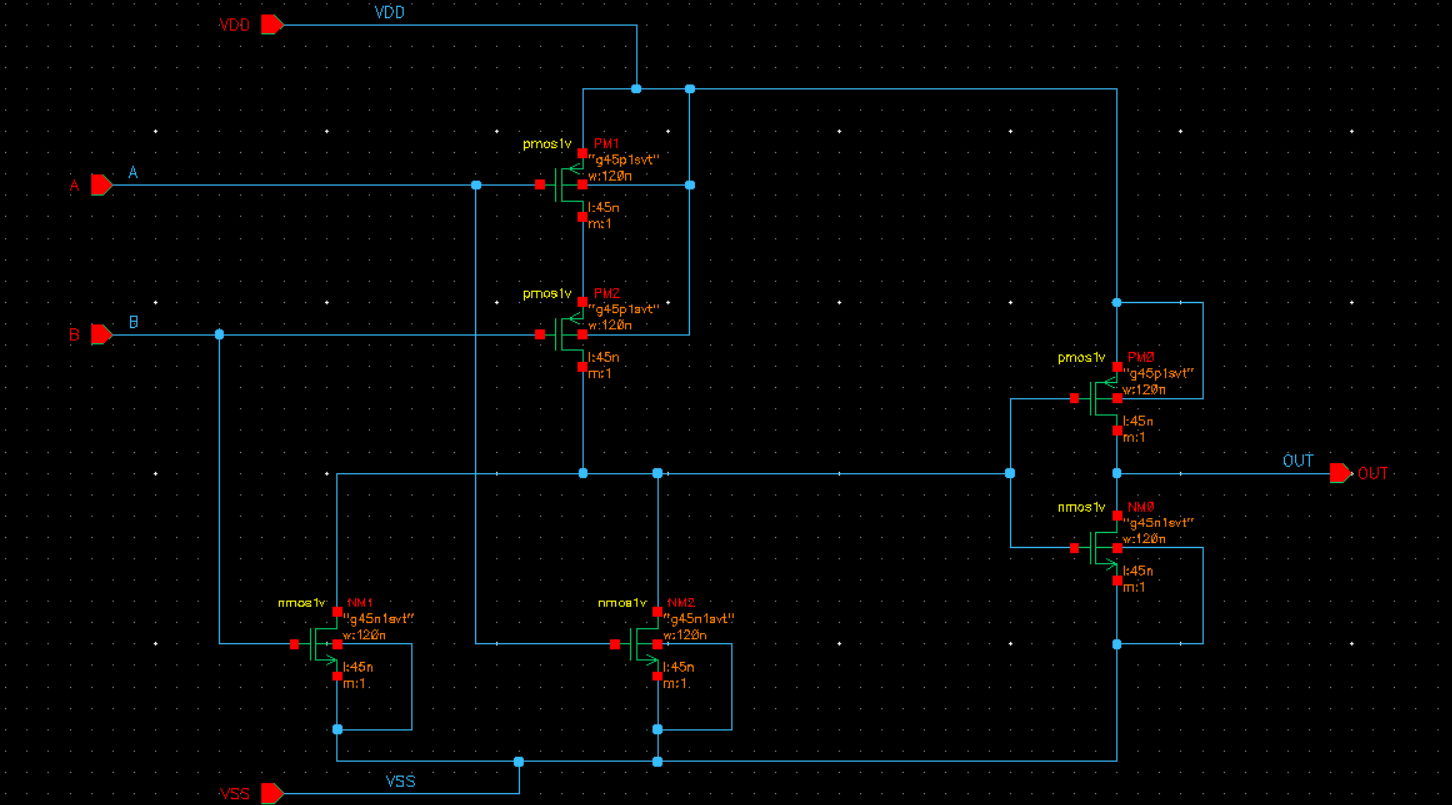 VDD
VDD
pmos1v PM1
"g45p1svt"
w:120n
l:45n
m:1
A
A
pmos1v PM2
"g45p1svt"
w:120n
l:45n
m:1
B
B
pmos1v PM0
"g45p1svt"
w:120n
l:45n
m:1
OUT
OUT
nmos1v NM0
"g45n1svt"
w:120n
l:45n
m:1
nmos1v NM1
"g45n1svt"
w:120n
l:45n
m:1
nmos1v NM2
"g45n1svt"
w:120n
l:45n
m:1
VSS
VSS